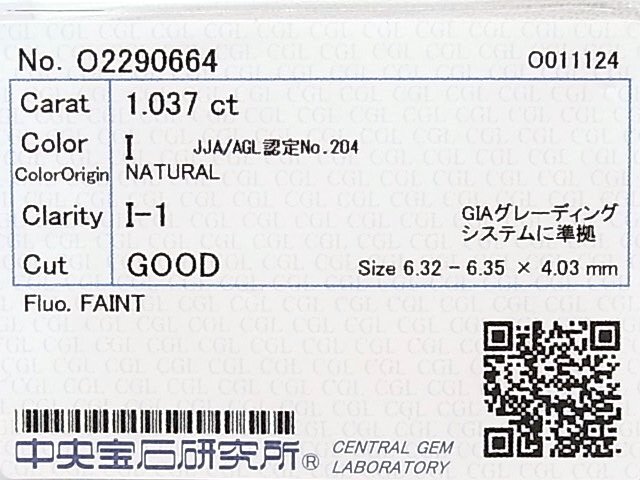 No. O2290664 O011124
Carat 1.037 ct
Color I JJA/AGL認定No.204
ColorOrigin NATURAL
Clarity I-1 GIAグレーディング
システムに準拠
Cut GOOD Size 6.32 - 6.35 × 4.03 mm
Fluo. FAINT
中央宝石研究所® CENTRAL GEM
LABORATORY